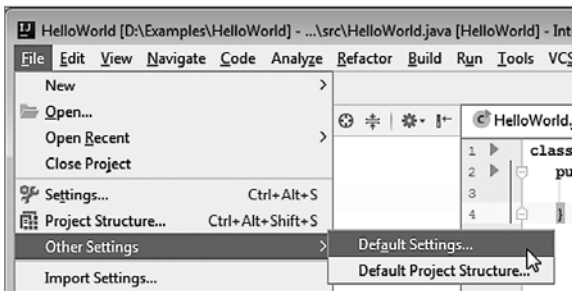 HelloWorld [D:\Examples\HelloWorld] - ...\src\HelloWorld.java [HelloWorld] - Int
File Edit View Navigate Code Analyze Refactor Build Run Tools VCS
New
Open...
Open Recent
Close Project
Settings... Ctrl+Alt+S
Project Structure... Ctrl+Alt+Shift+S
Other Settings
Import Settings...
Default Settings...
Default Project Structure...
HelloWorld.
1 class
2 pu
3
4 }